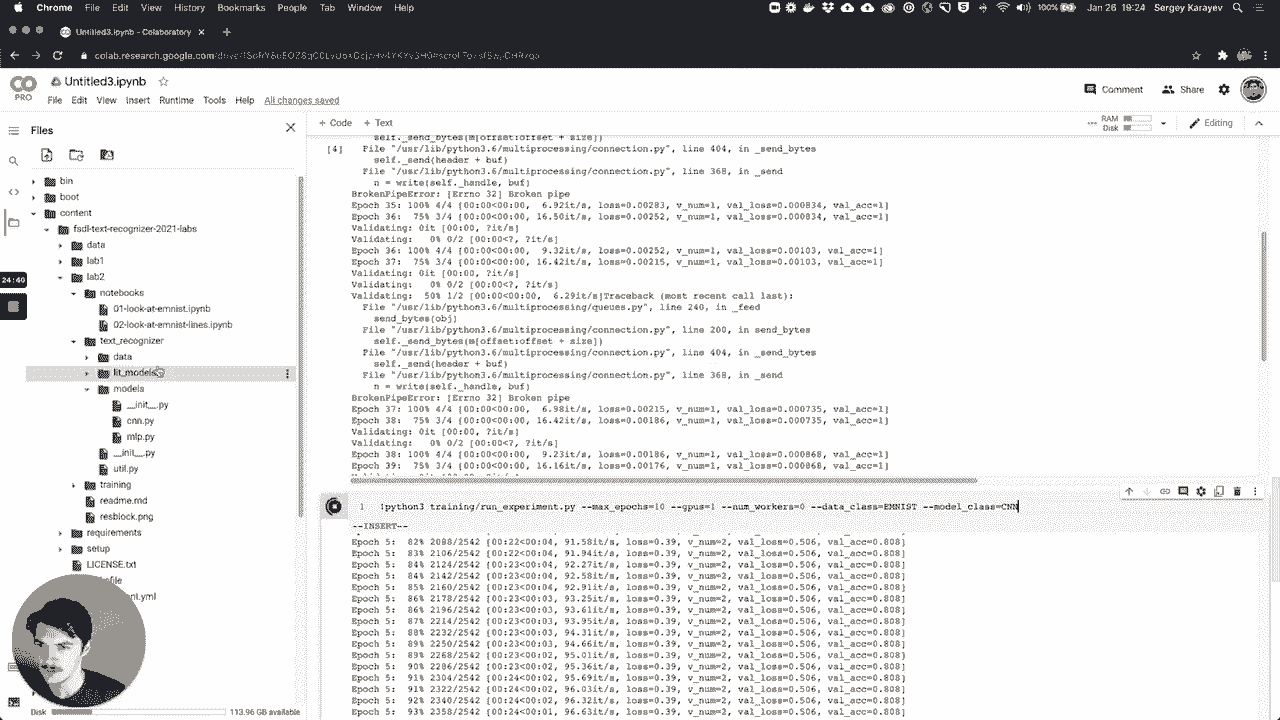 Chrome File Edit View History Bookmarks People Tab Window Help 100% Jan 26 19:24 Sergey Karayev
Untitled3.ipynb - Colaboratory
Untitled3.ipynb
PRO
File Edit View Insert Runtime Tools Help All changes saved
Comment Share
Files
+ Code + Text
RAM
Disk
Editing
bin
boot
content
fsdl-text-recognizer-2021-labs
data
lab1
lab2
notebooks
01-look-at-emnist.ipynb
02-look-at-emnist-lines.ipynb
text_recognizer
data
lit_models
models
__init__.py
cnn.py
mlp.py
__init__.py
util.py
training
readme.md
resblock.png
requirements
setup
LICENSE.txt
Disk 113.96 GB available
24:40
[4]
self._send_bytes(m[offset:offset + size])
File "/usr/lib/python3.6/multiprocessing/connection.py", line 404, in _send_bytes
self._send(header + buf)
File "/usr/lib/python3.6/multiprocessing/connection.py", line 368, in _send
n = write(self._handle, buf)
BrokenPipeError: [Errno 32] Broken pipe
Epoch 35: 100% 4/4 [00:00<00:00, 6.92it/s, loss=0.00283, v_num=1, val_loss=0.000834, val_acc=1]
Epoch 36: 75% 3/4 [00:00<00:00, 16.50it/s, loss=0.00252, v_num=1, val_loss=0.000834, val_acc=1]
Validating: 0it [00:00, ?it/s]
Validating: 0% 0/2 [00:00<?, ?it/s]
Epoch 36: 100% 4/4 [00:00<00:00, 9.32it/s, loss=0.00252, v_num=1, val_loss=0.00103, val_acc=1]
Epoch 37: 75% 3/4 [00:00<00:00, 16.42it/s, loss=0.00215, v_num=1, val_loss=0.00103, val_acc=1]
Validating: 0it [00:00, ?it/s]
Validating: 0% 0/2 [00:00<?, ?it/s]
Validating: 50% 1/2 [00:00<00:00, 6.29it/s]Traceback (most recent call last):
File "/usr/lib/python3.6/multiprocessing/queues.py", line 240, in _feed
send_bytes(obj)
File "/usr/lib/python3.6/multiprocessing/connection.py", line 200, in send_bytes
self._send_bytes(m[offset:offset + size])
File "/usr/lib/python3.6/multiprocessing/connection.py", line 404, in _send_bytes
self._send(header + buf)
File "/usr/lib/python3.6/multiprocessing/connection.py", line 368, in _send
n = write(self._handle, buf)
BrokenPipeError: [Errno 32] Broken pipe
Epoch 37: 100% 4/4 [00:00<00:00, 6.98it/s, loss=0.00215, v_num=1, val_loss=0.000735, val_acc=1]
Epoch 38: 75% 3/4 [00:00<00:00, 16.42it/s, loss=0.00186, v_num=1, val_loss=0.000735, val_acc=1]
Validating: 0it [00:00, ?it/s]
Validating: 0% 0/2 [00:00<?, ?it/s]
Epoch 38: 100% 4/4 [00:00<00:00, 9.23it/s, loss=0.00186, v_num=1, val_loss=0.000868, val_acc=1]
Epoch 39: 75% 3/4 [00:00<00:00, 16.16it/s, loss=0.00176, v_num=1, val_loss=0.000868, val_acc=1]
1 !python3 training/run_experiment.py --max_epochs=10 --gpus=1 --num_workers=0 --data_class=EMNIST --model_class=CNN
--INSERT--
Epoch 5: 82% 2088/2542 [00:22<00:04, 91.58it/s, loss=0.39, v_num=2, val_loss=0.506, val_acc=0.808]
Epoch 5: 83% 2106/2542 [00:22<00:04, 91.94it/s, loss=0.39, v_num=2, val_loss=0.506, val_acc=0.808]
Epoch 5: 84% 2124/2542 [00:23<00:04, 92.27it/s, loss=0.39, v_num=2, val_loss=0.506, val_acc=0.808]
Epoch 5: 84% 2142/2542 [00:23<00:04, 92.58it/s, loss=0.39, v_num=2, val_loss=0.506, val_acc=0.808]
Epoch 5: 85% 2160/2542 [00:23<00:04, 92.91it/s, loss=0.39, v_num=2, val_loss=0.506, val_acc=0.808]
Epoch 5: 86% 2178/2542 [00:23<00:03, 93.25it/s, loss=0.39, v_num=2, val_loss=0.506, val_acc=0.808]
Epoch 5: 86% 2196/2542 [00:23<00:03, 93.61it/s, loss=0.39, v_num=2, val_loss=0.506, val_acc=0.808]
Epoch 5: 87% 2214/2542 [00:23<00:03, 93.95it/s, loss=0.39, v_num=2, val_loss=0.506, val_acc=0.808]
Epoch 5: 88% 2232/2542 [00:23<00:03, 94.31it/s, loss=0.39, v_num=2, val_loss=0.506, val_acc=0.808]
Epoch 5: 89% 2250/2542 [00:23<00:03, 94.66it/s, loss=0.39, v_num=2, val_loss=0.506, val_acc=0.808]
Epoch 5: 89% 2268/2542 [00:23<00:02, 95.01it/s, loss=0.39, v_num=2, val_loss=0.506, val_acc=0.808]
Epoch 5: 90% 2286/2542 [00:23<00:02, 95.36it/s, loss=0.39, v_num=2, val_loss=0.506, val_acc=0.808]
Epoch 5: 91% 2304/2542 [00:24<00:02, 95.69it/s, loss=0.39, v_num=2, val_loss=0.506, val_acc=0.808]
Epoch 5: 91% 2322/2542 [00:24<00:02, 96.03it/s, loss=0.39, v_num=2, val_loss=0.506, val_acc=0.808]
Epoch 5: 92% 2340/2542 [00:24<00:02, 96.32it/s, loss=0.39, v_num=2, val_loss=0.506, val_acc=0.808]
Epoch 5: 93% 2358/2542 [00:24<00:01, 96.63it/s, loss=0.39, v_num=2, val_loss=0.506, val_acc=0.808]